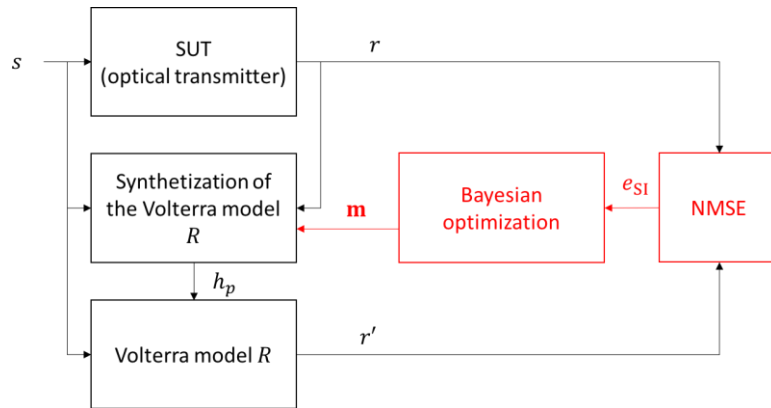 SUT
(optical transmitter)
s
r
Synthetization of
the Volterra model
R
m
Bayesian
optimization
e_SI
NMSE
h_p
Volterra model R
r′